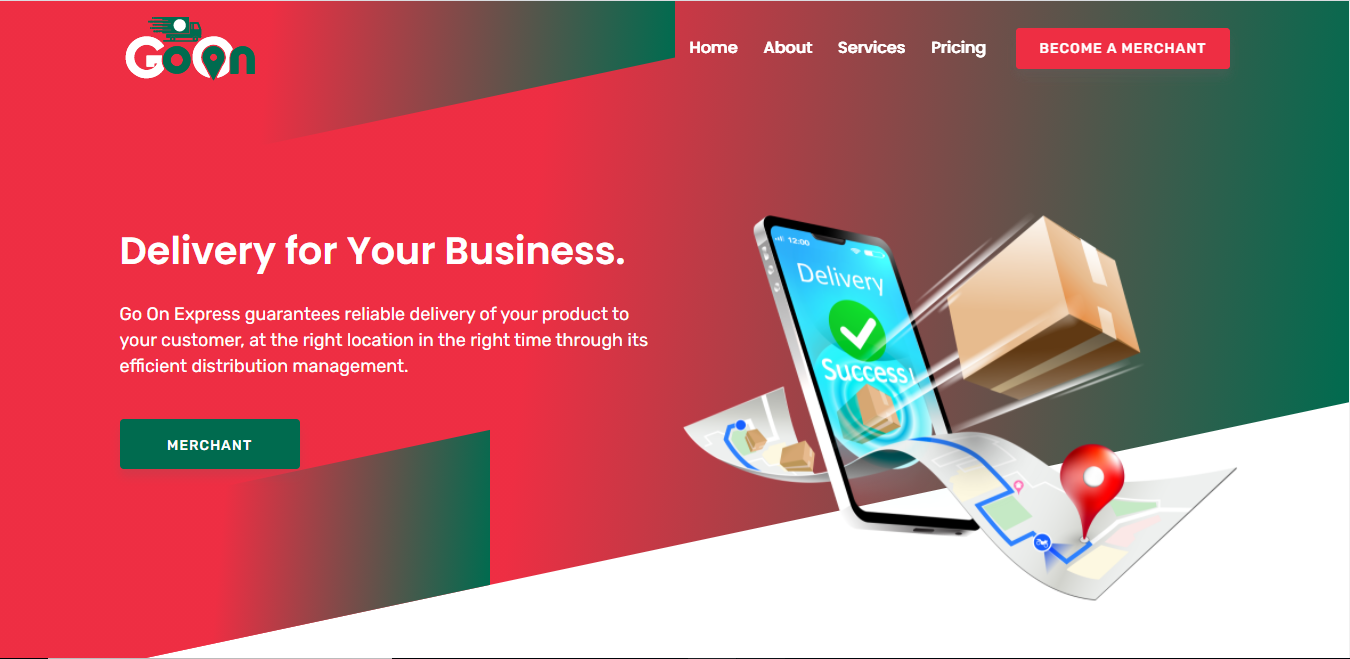 GoOn
Home About Services Pricing BECOME A MERCHANT
Delivery for Your Business.
Go On Express guarantees reliable delivery of your product to
your customer, at the right location in the right time through its
efficient distribution management.
MERCHANT
12:00
Delivery
Success!